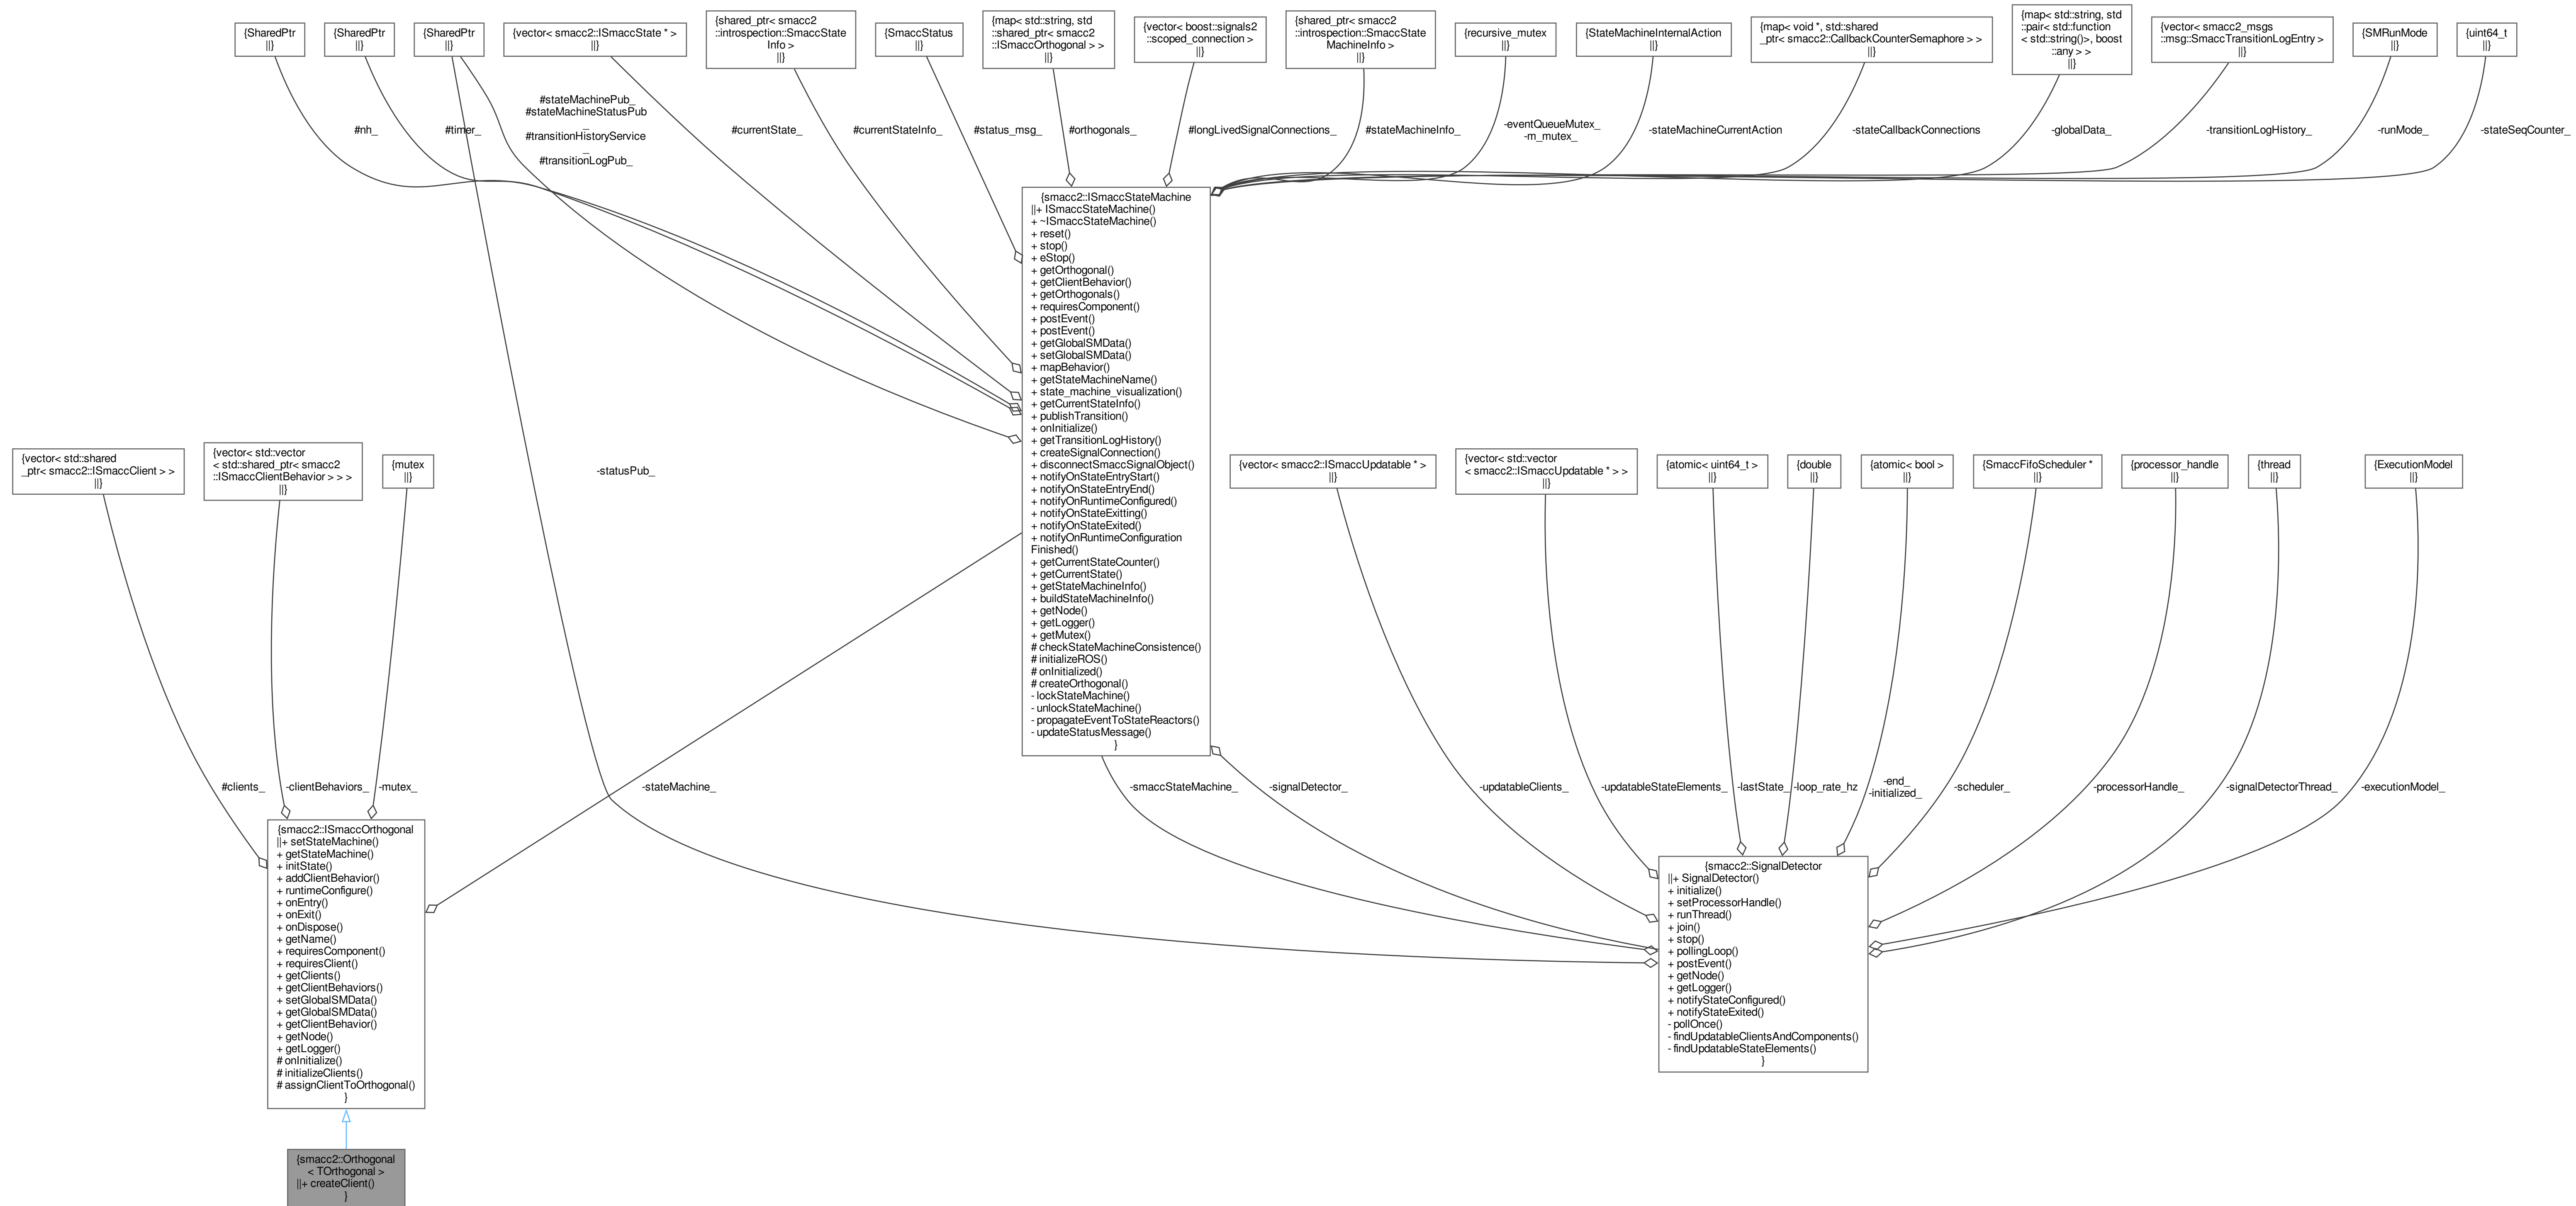 {SharedPtr
||}
{SharedPtr
||}
{SharedPtr
||}
{vector< smacc2::ISmaccState * >
||}
{shared_ptr< smacc2
::introspection::SmaccState
Info >
||}
{SmaccStatus
||}
{map< std::string, std
::shared_ptr< smacc2
::ISmaccOrthogonal > >
||}
{vector< boost::signals2
::scoped_connection >
||}
{shared_ptr< smacc2
::introspection::SmaccState
MachineInfo >
||}
{recursive_mutex
||}
{StateMachineInternalAction
||}
{map< void *, std::shared
_ptr< smacc2::CallbackCounterSemaphore > >
||}
{map< std::string, std
::pair< std::function
< std::string()>, boost
::any > >
||}
{vector< smacc2_msgs
::msg::SmaccTransitionLogEntry >
||}
{SMRunMode
||}
{uint64_t
||}
#nh_
#timer_
#stateMachinePub_
#stateMachineStatusPub
_
#transitionHistoryService
_
#transitionLogPub_
#currentState_
#currentStateInfo_
#status_msg_
#orthogonals_
#longLivedSignalConnections_
#stateMachineInfo_
-eventQueueMutex_
-m_mutex_
-stateMachineCurrentAction
-stateCallbackConnections
-globalData_
-transitionLogHistory_
-runMode_
-stateSeqCounter_
{smacc2::ISmaccStateMachine
||+ ISmaccStateMachine()
+ ~ISmaccStateMachine()
+ reset()
+ stop()
+ eStop()
+ getOrthogonal()
+ getClientBehavior()
+ getOrthogonals()
+ requiresComponent()
+ postEvent()
+ postEvent()
+ getGlobalSMData()
+ setGlobalSMData()
+ mapBehavior()
+ getStateMachineName()
+ state_machine_visualization()
+ getCurrentStateInfo()
+ publishTransition()
+ onInitialize()
+ getTransitionLogHistory()
+ createSignalConnection()
+ disconnectSmaccSignalObject()
+ notifyOnStateEntryStart()
+ notifyOnStateEntryEnd()
+ notifyOnRuntimeConfigured()
+ notifyOnStateExitting()
+ notifyOnStateExited()
+ notifyOnRuntimeConfiguration
Finished()
+ getCurrentStateCounter()
+ getCurrentState()
+ getStateMachineInfo()
+ buildStateMachineInfo()
+ getNode()
+ getLogger()
+ getMutex()
# checkStateMachineConsistence()
# initializeROS()
# onInitialized()
# createOrthogonal()
- lockStateMachine()
- unlockStateMachine()
- propagateEventToStateReactors()
- updateStatusMessage()
}
{vector< std::shared
_ptr< smacc2::ISmaccClient > >
||}
{vector< std::vector
< std::shared_ptr< smacc2
::ISmaccClientBehavior > > >
||}
{mutex
||}
-statusPub_
{vector< smacc2::ISmaccUpdatable * >
||}
{vector< std::vector
< smacc2::ISmaccUpdatable * > >
||}
{atomic< uint64_t >
||}
{double
||}
{atomic< bool >
||}
{SmaccFifoScheduler *
||}
{processor_handle
||}
{thread
||}
{ExecutionModel
||}
#clients_
-clientBehaviors_
-mutex_
-stateMachine_
-smaccStateMachine_
-signalDetector_
-updatableClients_
-updatableStateElements_
-lastState_
-loop_rate_hz
-end_
-initialized_
-scheduler_
-processorHandle_
-signalDetectorThread_
-executionModel_
{smacc2::ISmaccOrthogonal
||+ setStateMachine()
+ getStateMachine()
+ initState()
+ addClientBehavior()
+ runtimeConfigure()
+ onEntry()
+ onExit()
+ onDispose()
+ getName()
+ requiresComponent()
+ requiresClient()
+ getClients()
+ getClientBehaviors()
+ setGlobalSMData()
+ getGlobalSMData()
+ getClientBehavior()
+ getNode()
+ getLogger()
# onInitialize()
# initializeClients()
# assignClientToOrthogonal()
}
{smacc2::SignalDetector
||+ SignalDetector()
+ initialize()
+ setProcessorHandle()
+ runThread()
+ join()
+ stop()
+ pollingLoop()
+ postEvent()
+ getNode()
+ getLogger()
+ notifyStateConfigured()
+ notifyStateExited()
- pollOnce()
- findUpdatableClientsAndComponents()
- findUpdatableStateElements()
}
{smacc2::Orthogonal
< TOrthogonal >
||+ createClient()
}